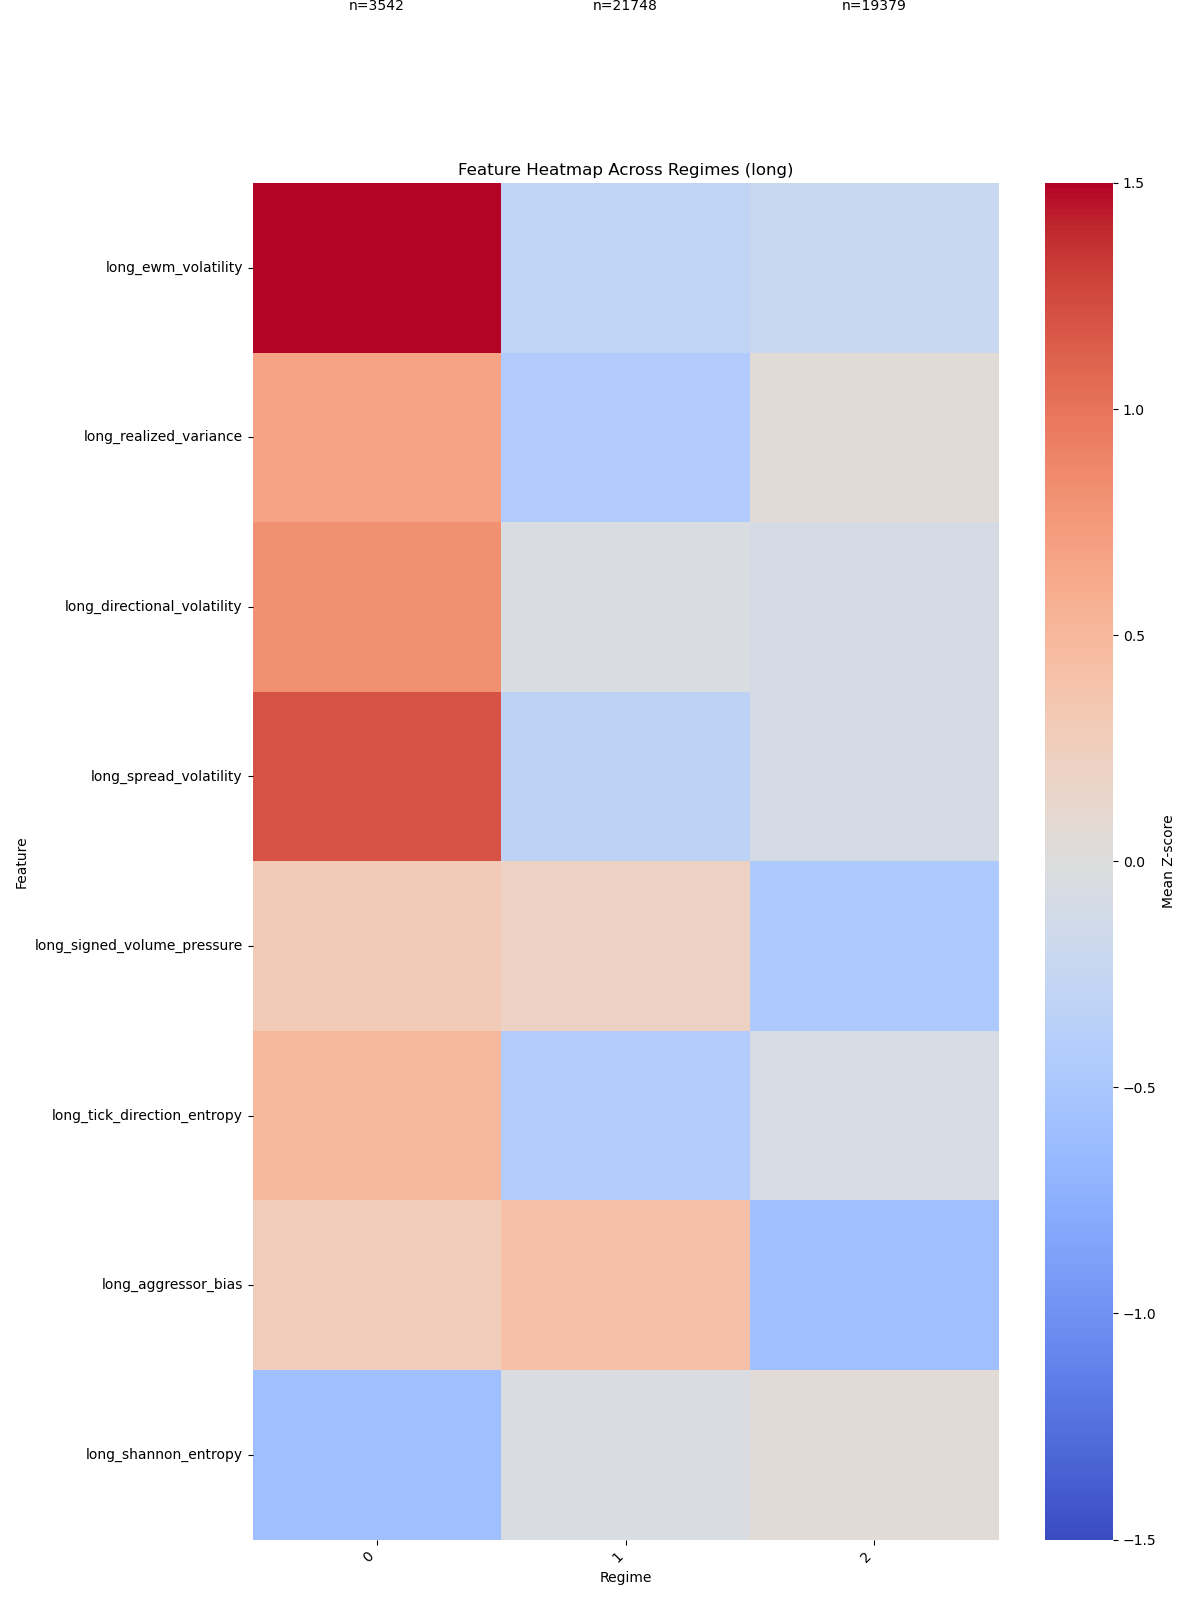 n=3542 n=21748 n=19379
Feature Heatmap Across Regimes (long)
long_ewm_volatility
long_realized_variance
long_directional_volatility
long_spread_volatility
long_signed_volume_pressure
long_tick_direction_entropy
long_aggressor_bias
long_shannon_entropy
Feature
0 1 2
Regime
1.5
1.0
0.5
0.0
−0.5
−1.0
−1.5
Mean Z-score